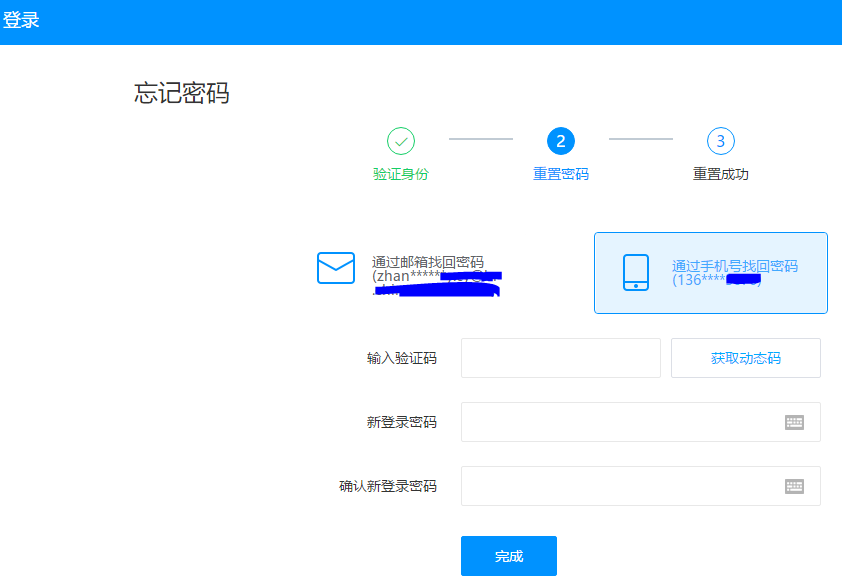 登录
忘记密码
2
3
验证身份
重置密码
重置成功
通过邮箱找回密码
(zhan******
通过手机号找回密码
(136****
输入验证码
获取动态码
新登录密码
确认新登录密码
完成